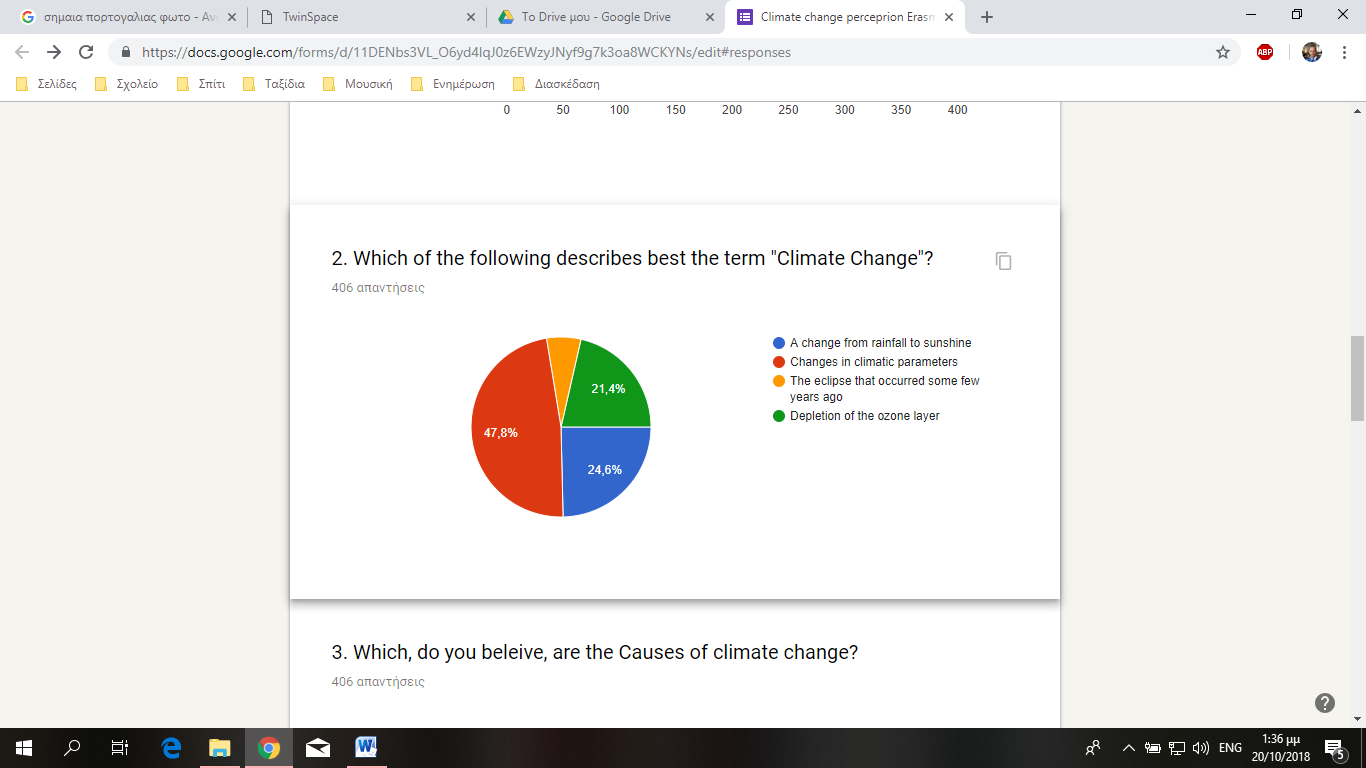 σημαια πορτογαλιας φωτο - Αν
TwinSpace
Το Drive μου - Google Drive
Climate change perceprion Erasm
https://docs.google.com/forms/d/11DENbs3VL_O6yd4lqJ0z6EWzyJNyf9g7k3oa8WCKYNs/edit#responses
ABP
Σελίδες Σχολείο Σπίτι Ταξίδια Μουσική Ενημέρωση Διασκέδαση
0 50 100 150 200 250 300 350 400
2. Which of the following describes best the term "Climate Change"?
406 απαντήσεις
21,4%
47,8%
24,6%
A change from rainfall to sunshine
Changes in climatic parameters
The eclipse that occurred some few
years ago
Depletion of the ozone layer
3. Which, do you beleive, are the Causes of climate change?
406 απαντήσεις
ENG
1:36 μμ
20/10/2018
5